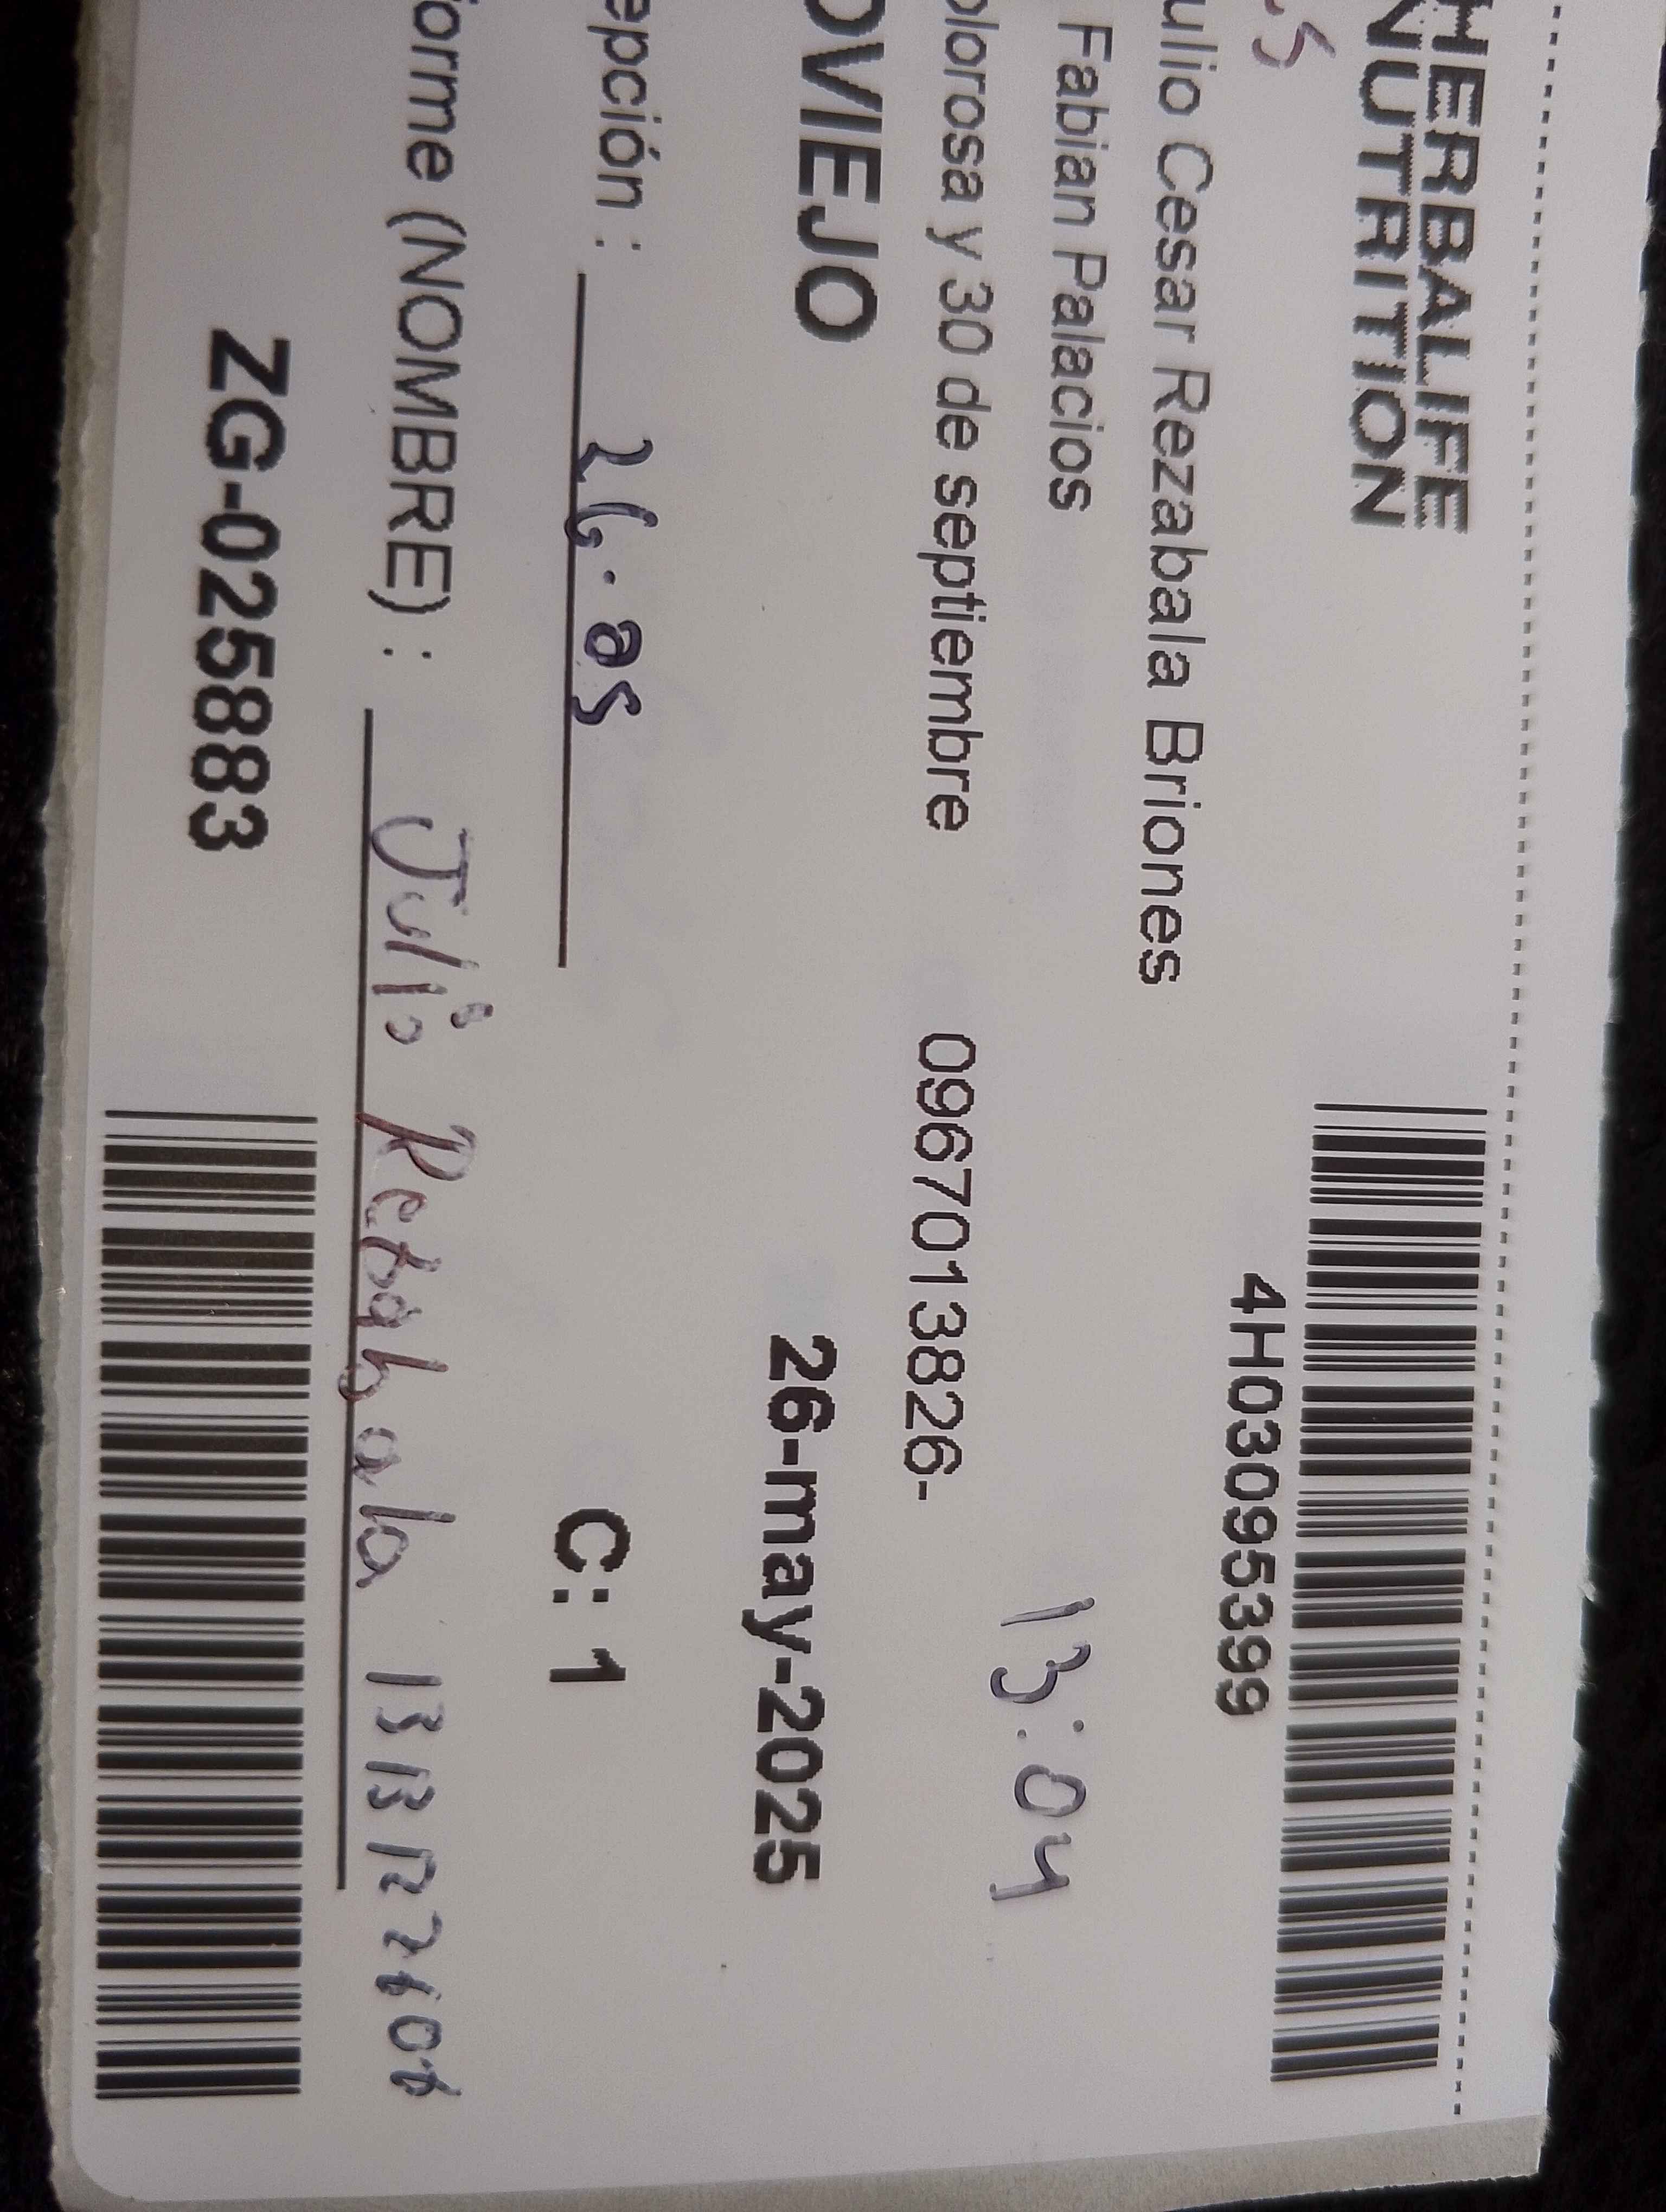 HERBALIFE
NUTRITION
4H03095399
ulio Cesar Rezabala Briones
Fabian Palacios
13:04
olorosa y 30 de septiembre 0967013826-
OVIEJO 26-may-2025
epción : 26.05 C: 1
orme (NOMBRE) : Julio Rezabala
ZG-025883